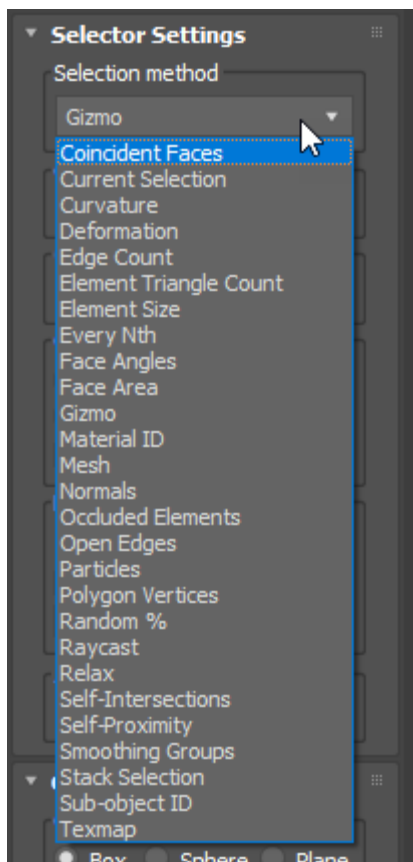 Selector Settings
Selection method
Gizmo
Coincident Faces
Current Selection
Curvature
Deformation
Edge Count
Element Triangle Count
Element Size
Every Nth
Face Angles
Face Area
Gizmo
Material ID
Mesh
Normals
Occluded Elements
Open Edges
Particles
Polygon Vertices
Random %
Raycast
Relax
Self-Intersections
Self-Proximity
Smoothing Groups
Stack Selection
Sub-object ID
Texmap
Box Sphere Plane